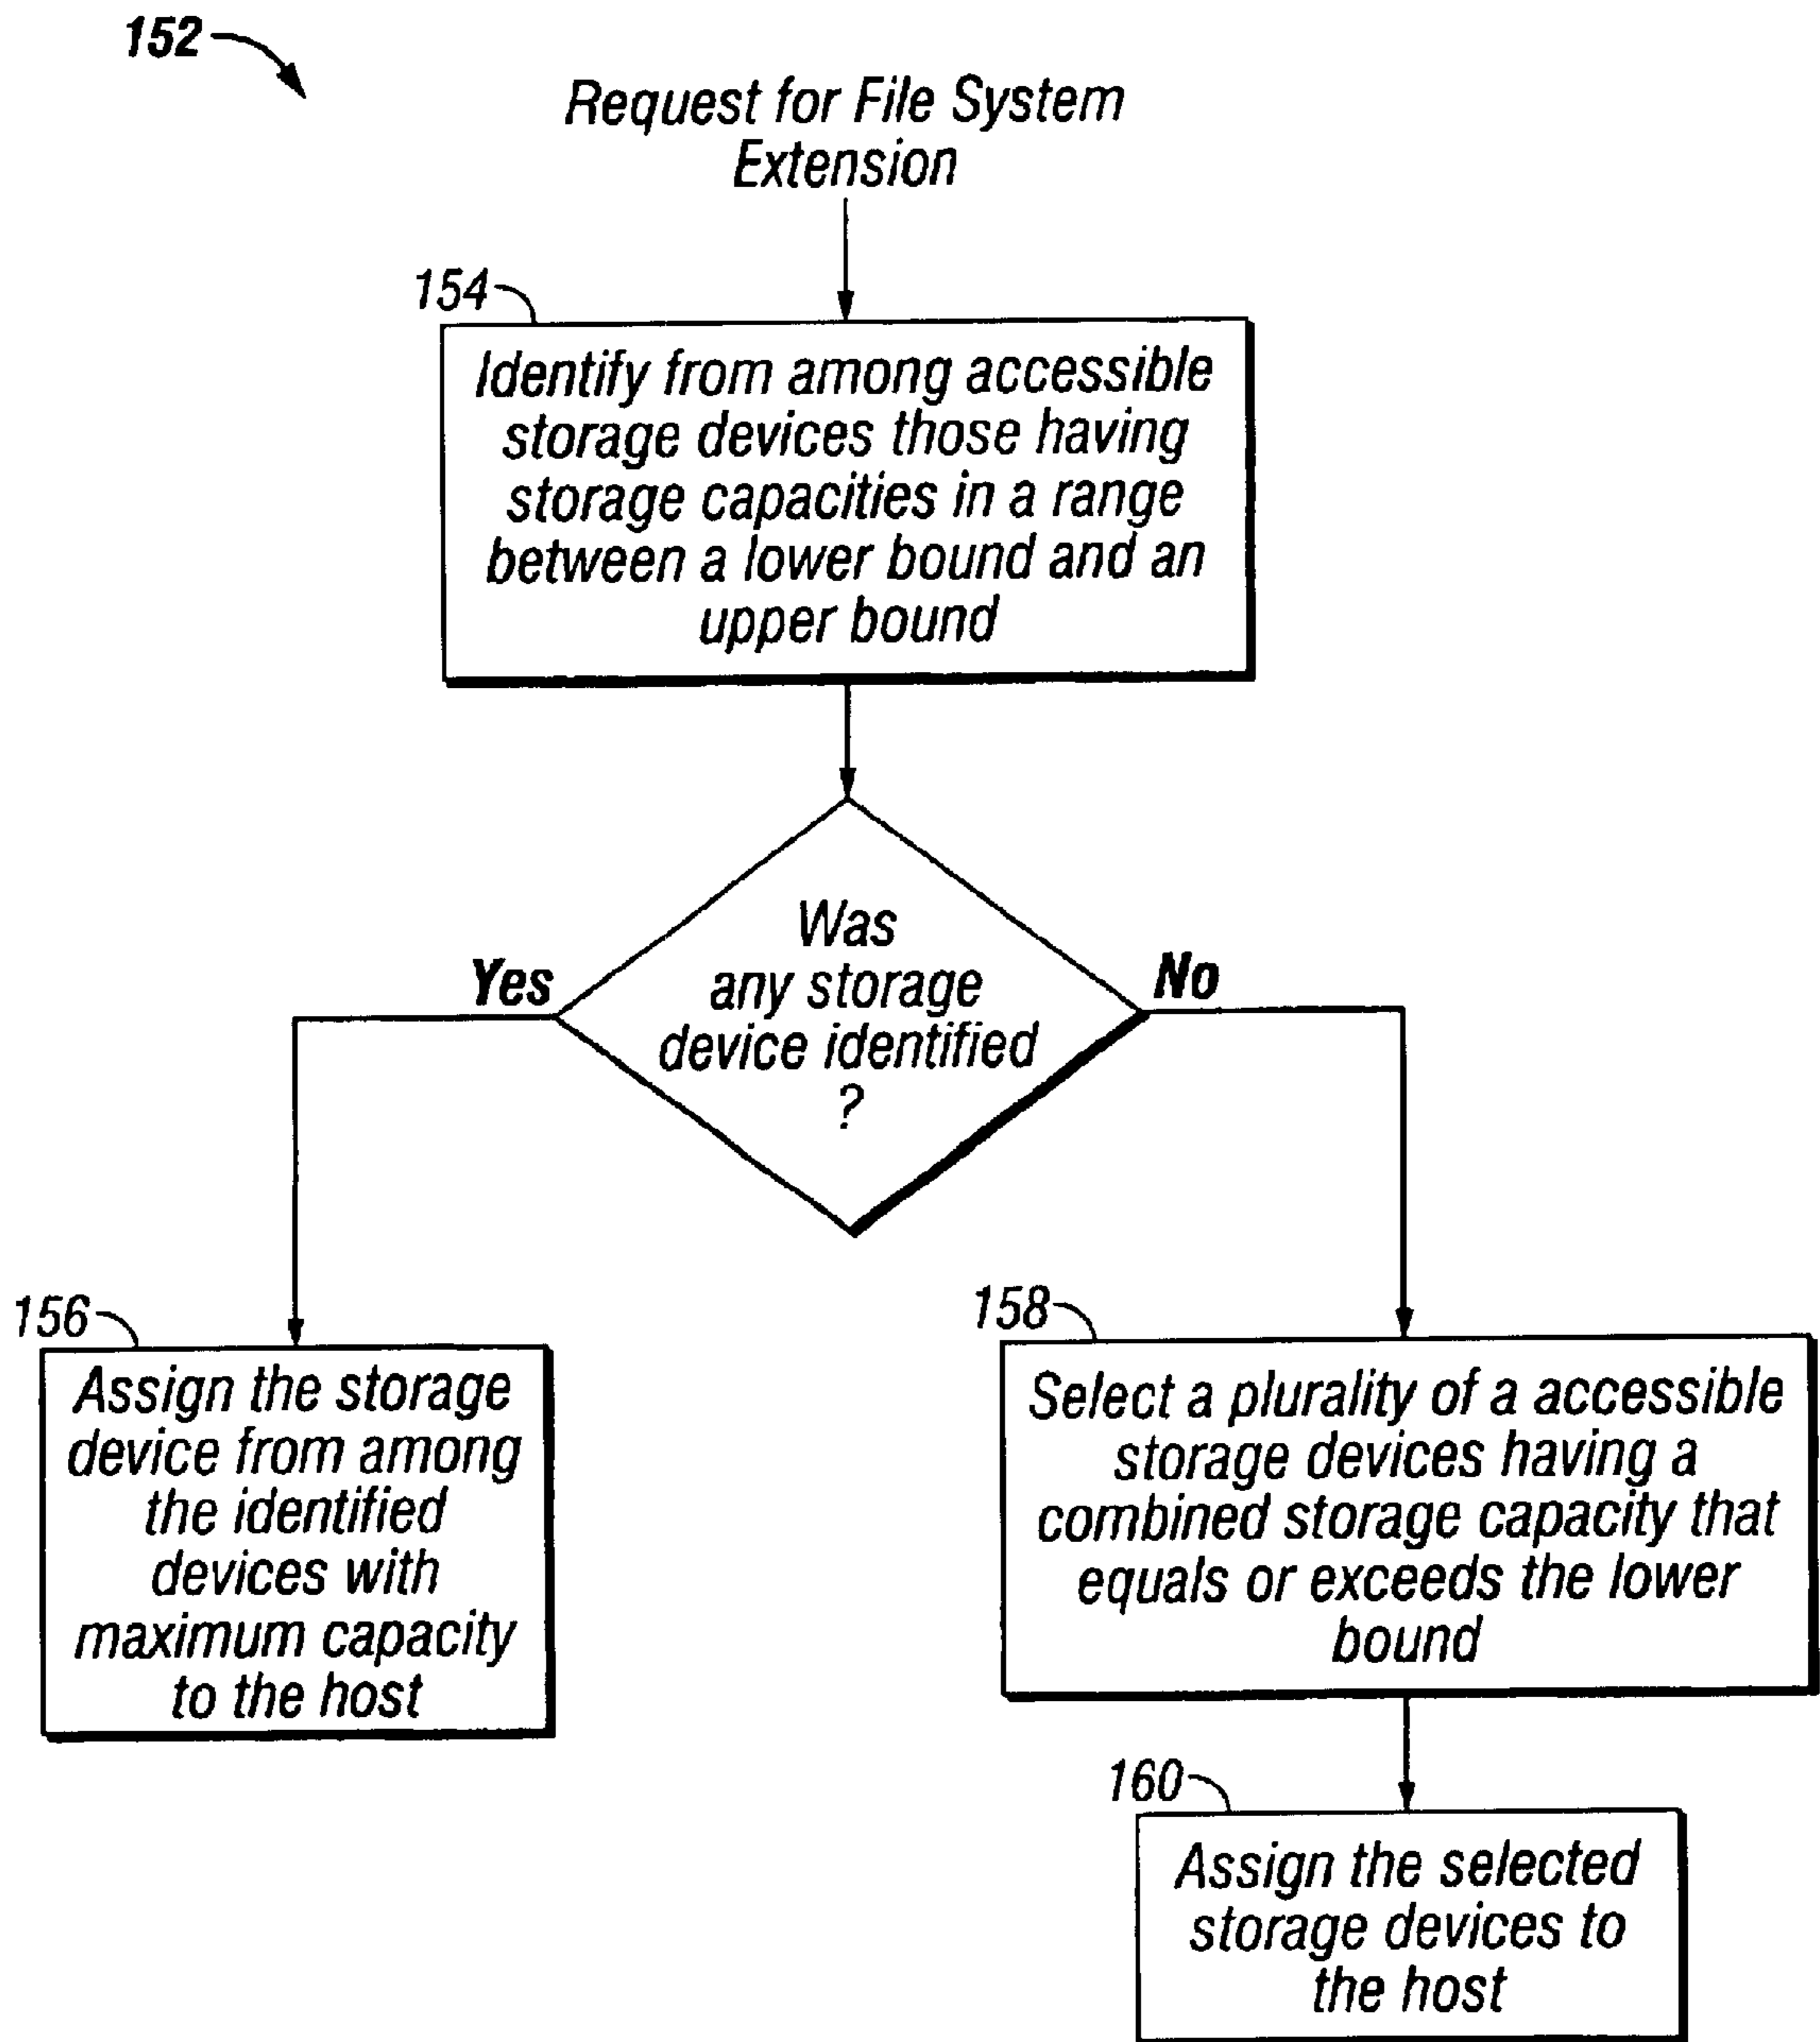 152
Request for File System
Extension
154
Identify from among accessible
storage devices those having
storage capacities in a range
between a lower bound and an
upper bound
Was
any storage
device identified
?
Yes
No
156
Assign the storage
device from among
the identified
devices with
maximum capacity
to the host
158
Select a plurality of a accessible
storage devices having a
combined storage capacity that
equals or exceeds the lower
bound
160
Assign the selected
storage devices to
the host